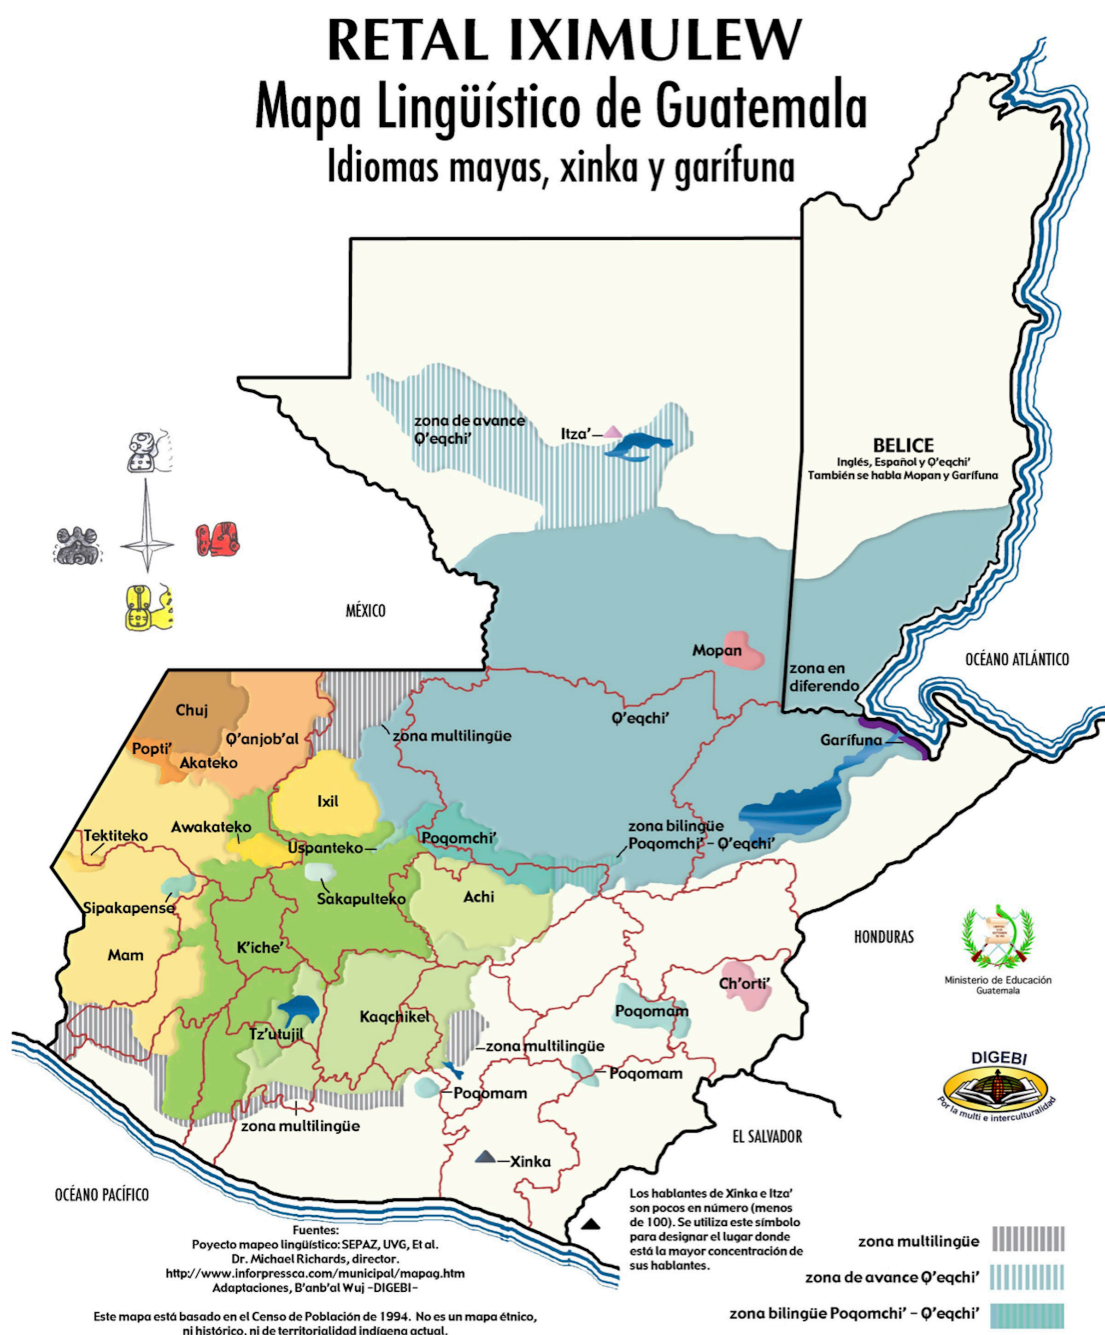 RETAL IXIMULEW
Mapa Lingüístico de Guatemala
Idiomas mayas, xinka y garífuna
zona de avance
Q'eqchi'
Itza'
BELICE
Inglés, Español y Q'eqchi'
También se habla Mopan y Garífuna
MÉXICO
Mopan
zona en
diferendo
OCÉANO ATLÁNTICO
Chuj
Q'anjob'al
Popti'
Akateko
zona multilingüe
Q'eqchi'
Garífuna
Ixil
Tektiteko
Awakateko
Uspanteko
Poqomchi'
zona bilingüe
Poqomchi' - Q'eqchi'
Sipakapense
Sakapulteko
Achi
Mam
K'iche'
HONDURAS
Ministerio de Educación
Guatemala
Ch'orti'
Tz'utujil
Kaqchikel
Poqomam
zona multilingüe
Poqomam
Poqomam
zona multilingüe
DIGEBI
Por la multi e interculturalidad
EL SALVADOR
Xinka
OCÉANO PACÍFICO
Los hablantes de Xinka e Itza'
son pocos en número (menos
de 100). Se utiliza este símbolo
para designar el lugar donde
está la mayor concentración de
sus hablantes.
Fuentes:
Poyecto mapeo lingüístico: SEPAZ, UVG, Et al.
Dr. Michael Richards, director.
http://www.inforpressca.com/municipal/mapag.htm
Adaptaciones, B'anb'al Wuj -DIGEBI-
Este mapa está basado en el Censo de Población de 1994. No es un mapa étnico,
ni histórico, ni de territorialidad indígena actual.
zona multilingüe
zona de avance Q'eqchi'
zona bilingüe Poqomchi' - Q'eqchi'